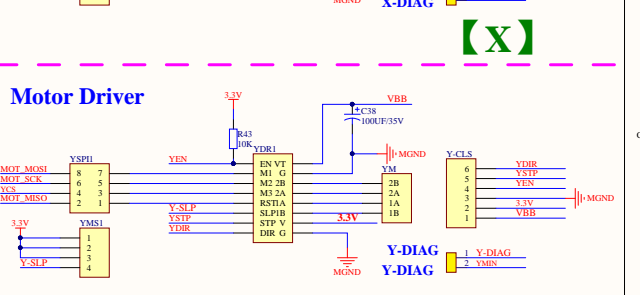 MGND
X-DIAG
【X】
Motor Driver
3.3V
VBB
C38
100UF/35V
R43
10K
YSPI1
YEN
YDR1
MGND
YM
Y-CLS
MOT_MOSI 8 7
MOT_SCK 6 5
YCS 4 3
MOT_MISO 2 1
EN VT
M1 G
M2 2B
M3 2A
RST1A
SLP1B
STP V
DIR G
2B
2A
1A
1B
6 YDIR
5 YSTP
4 YEN
3 MGND
2 3.3V
1 VBB
Y-SLP
YSTP
YDIR
3.3V
3.3V
YMS1
1
2
3
4
Y-SLP
MGND
Y-DIAG
Y-DIAG
1 Y-DIAG
2 YMIN